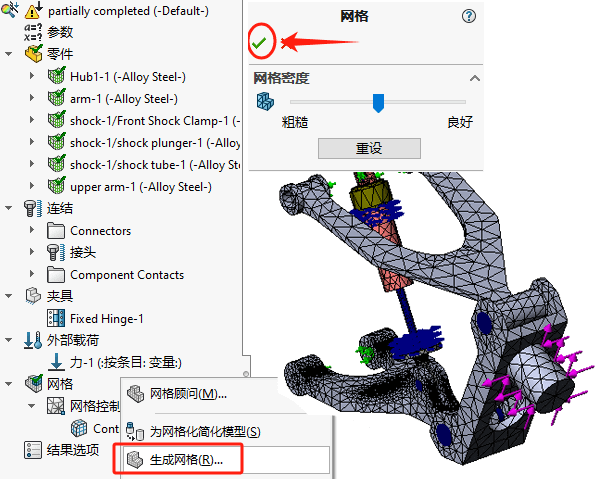 partially completed (-Default-)
参数
零件
Hub1-1 (-Alloy Steel-)
arm-1 (-Alloy Steel-)
shock-1/Front Shock Clamp-1 (-
shock-1/shock plunger-1 (-Alloy
shock-1/shock tube-1 (-Alloy St
upper arm-1 (-Alloy Steel-)
连结
Connectors
接头
Component Contacts
夹具
Fixed Hinge-1
外部载荷
力-1 (:按条目: 变量:)
网格
网格控制
Cont
结果选项
网格顾问(M)...
为网格化简化模型(S)
生成网格(R)...
网格
网格密度
粗糙
良好
重设